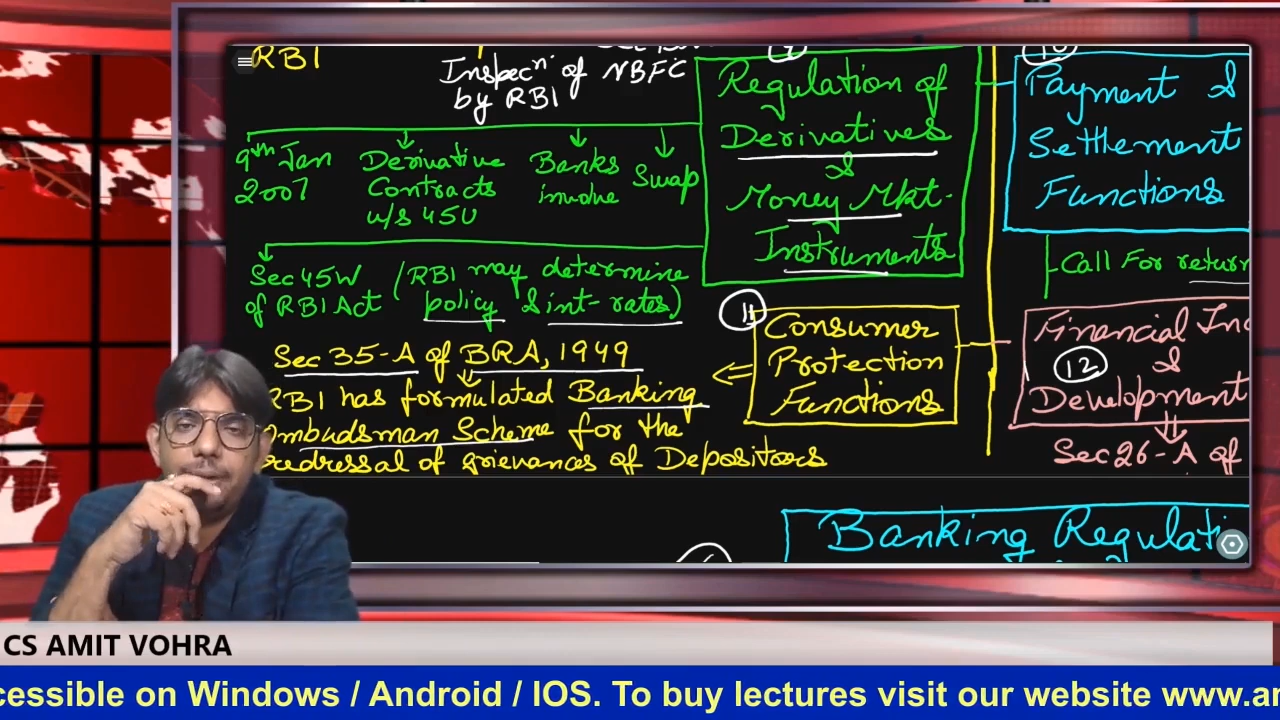 RBI
Inspecⁿ of NBFC
by RBI
9th Jan
2007
Derivative
Contracts
u/s 45U
Banks
involve
Swap
Regulation of
Derivatives
&
Money Mkt.
Instruments
Sec 45W
of RBI Act
(RBI may determine
policy & int-rates)
10
Payment &
Settlement
Functions
Call For return
11
Consumer
Protection
Functions
Sec 35-A of BRA, 1949
RBI has formulated Banking
ombudsman Scheme for the
redressal of grievances of Depositors
Financial Inc
&
12
Development
Sec 26-A of
Banking Regulati
CS AMIT VOHRA
cessible on Windows / Android / IOS. To buy lectures visit our website www.a